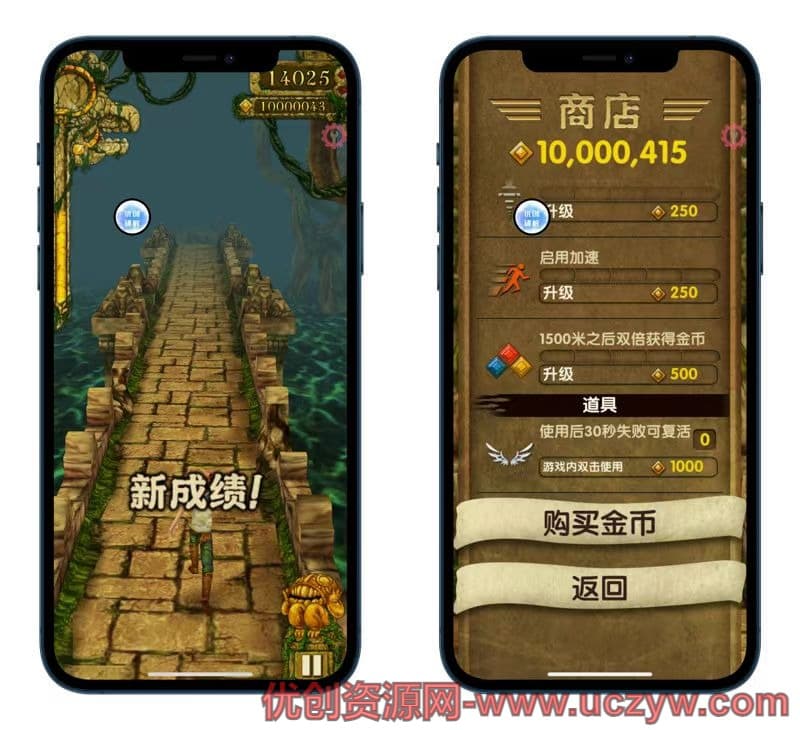 14025
10000043
新成绩!
商店
10,000,415
升级 250
启用加速
升级 250
1500米之后双倍获得金币
升级 500
道具
使用后30秒失败可复活 0
游戏内双击使用 1000
购买金币
返回
优创资源网-www.uczyw.com